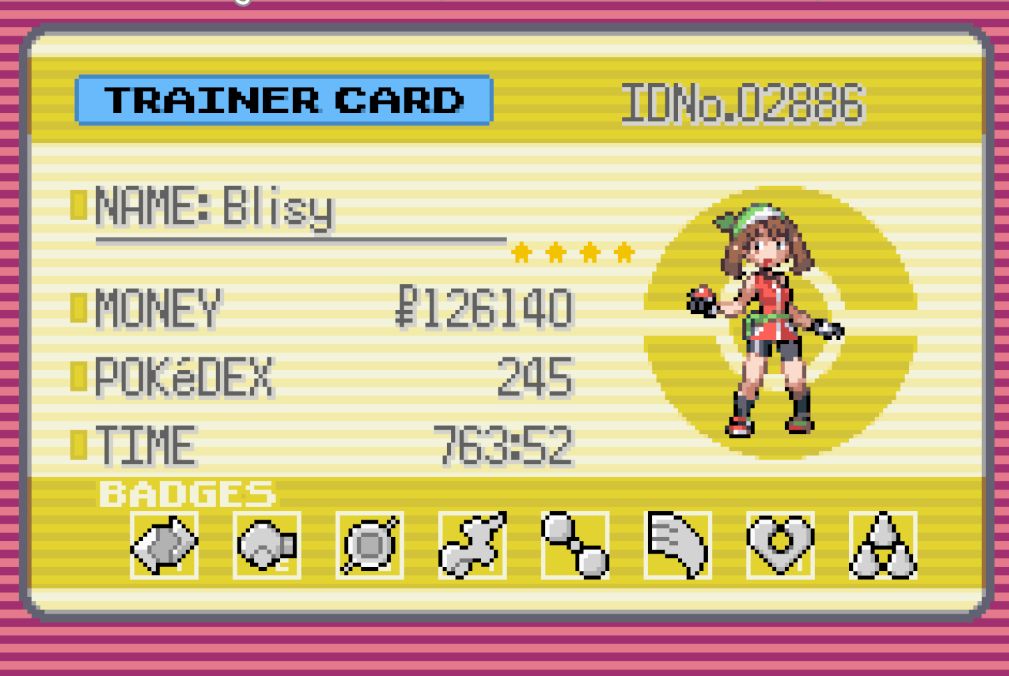 TRAINER CARD IDNo.02886
NAME: Blisy
MONEY ₽126140
POKéDEX 245
TIME 763:52
BADGES